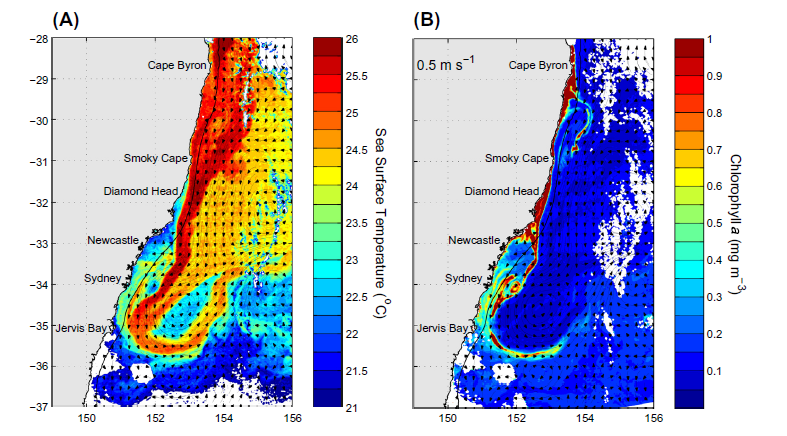 (A)
(B)
−28
−29
−30
−31
−32
−33
−34
−35
−36
−37
150
152
154
156
Cape Byron
Smoky Cape
Diamond Head
Newcastle
Sydney
Jervis Bay
26
25.5
25
24.5
24
23.5
23
22.5
22
21.5
21
Sea Surface Temperature (°C)
0.5 m s⁻¹
Cape Byron
Smoky Cape
Diamond Head
Newcastle
Sydney
Jervis Bay
150
152
154
156
1
0.9
0.8
0.7
0.6
0.5
0.4
0.3
0.2
0.1
Chlorophyll a (mg m⁻³)